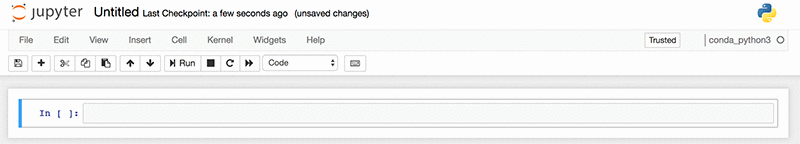 jupyter Untitled Last Checkpoint: a few seconds ago (unsaved changes)
File Edit View Insert Cell Kernel Widgets Help Trusted conda_python3
Run Code
In [ ]: